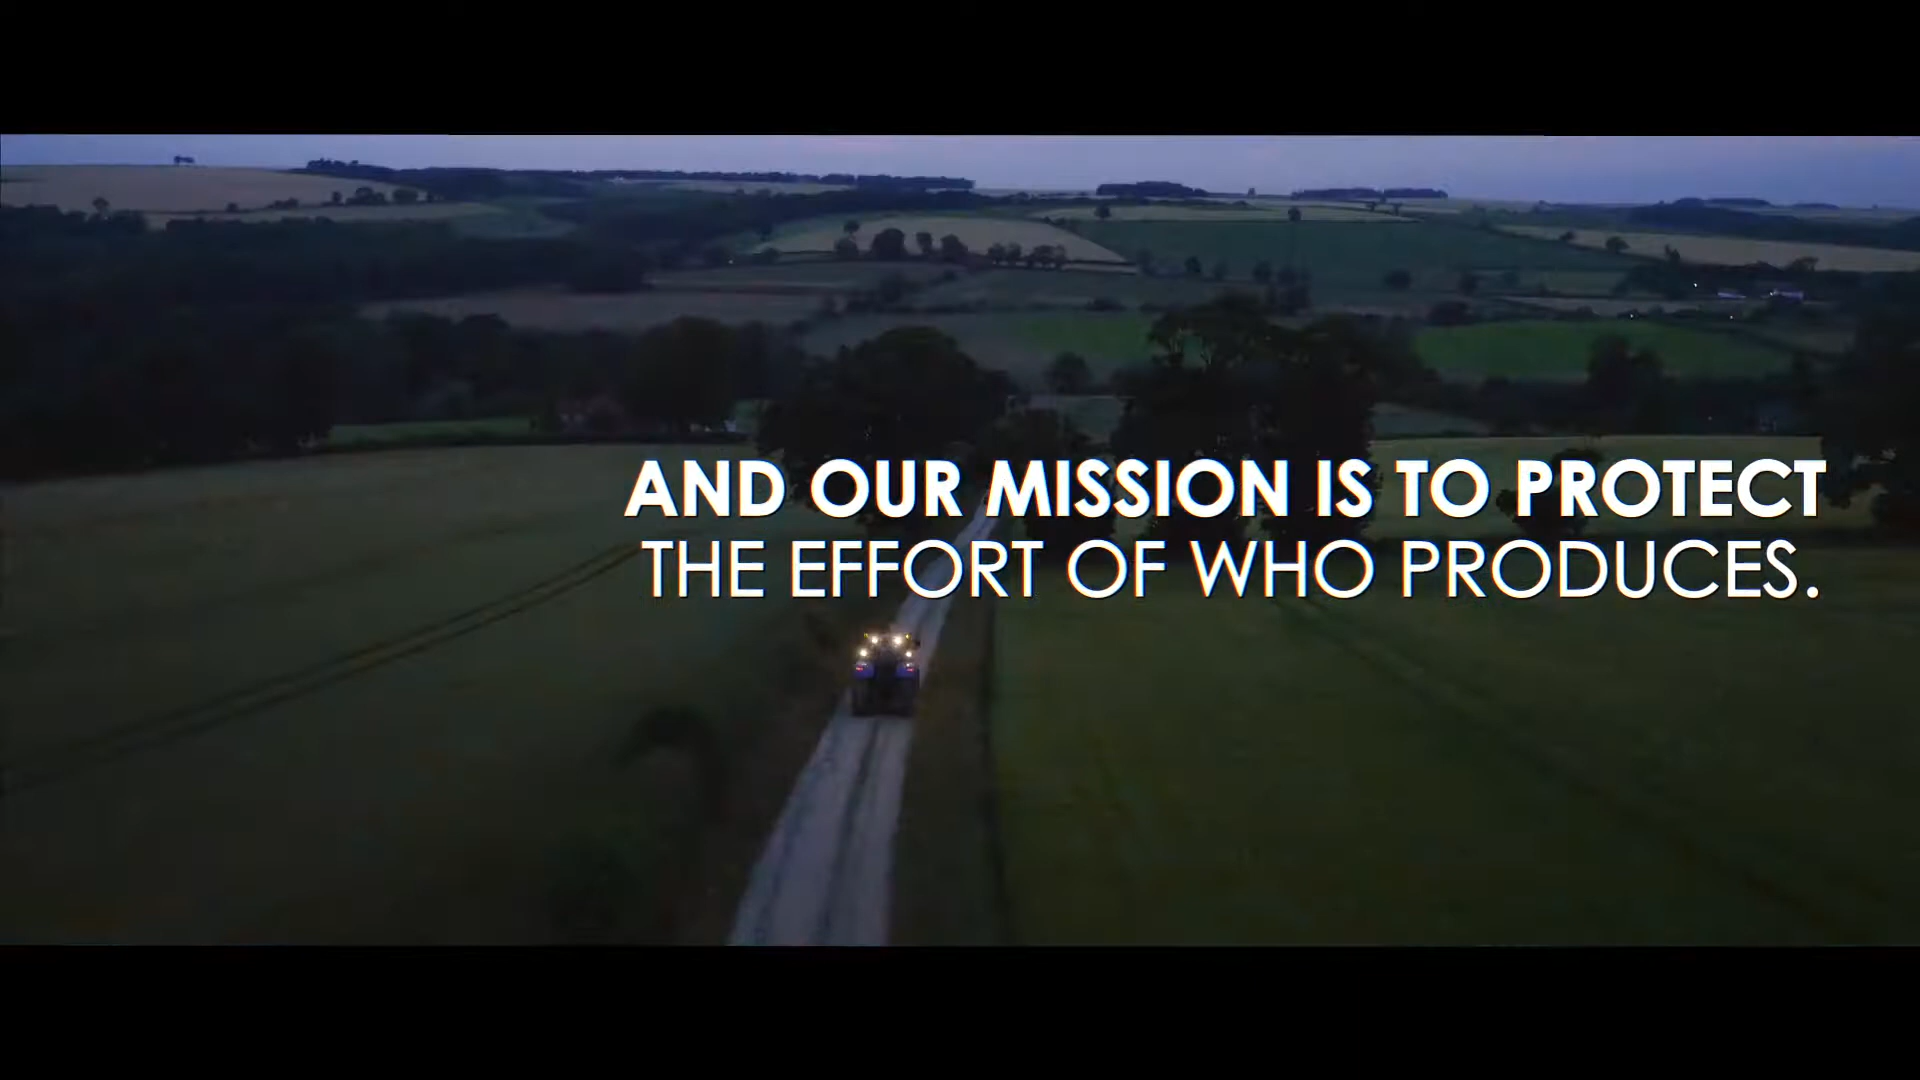 AND OUR MISSION IS TO PROTECT
THE EFFORT OF WHO PRODUCES.